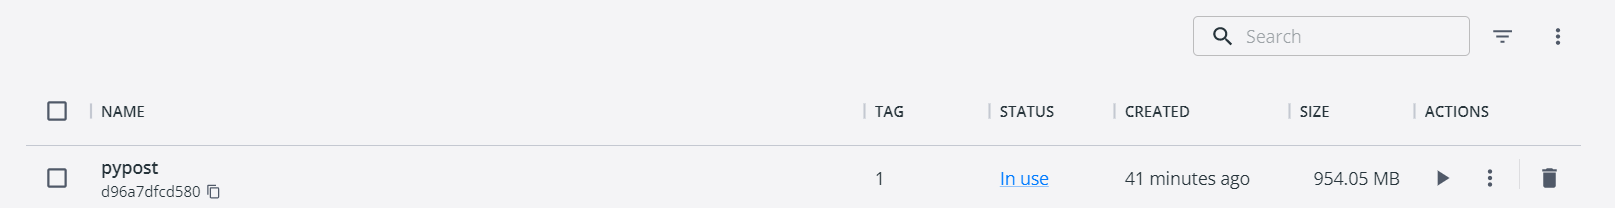 Search
NAME TAG STATUS CREATED SIZE ACTIONS
pypost 1 In use 41 minutes ago 954.05 MB
d96a7dfcd580